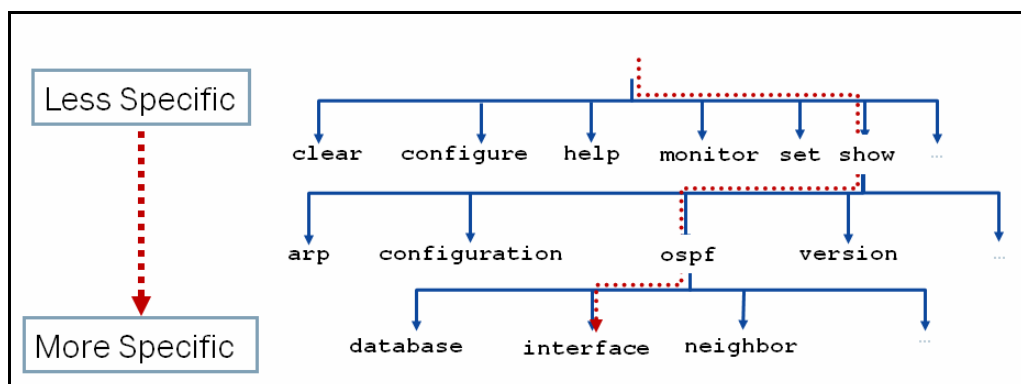 Less Specific
clear configure help monitor set show ...
arp configuration ospf version ...
More Specific
database interface neighbor ...